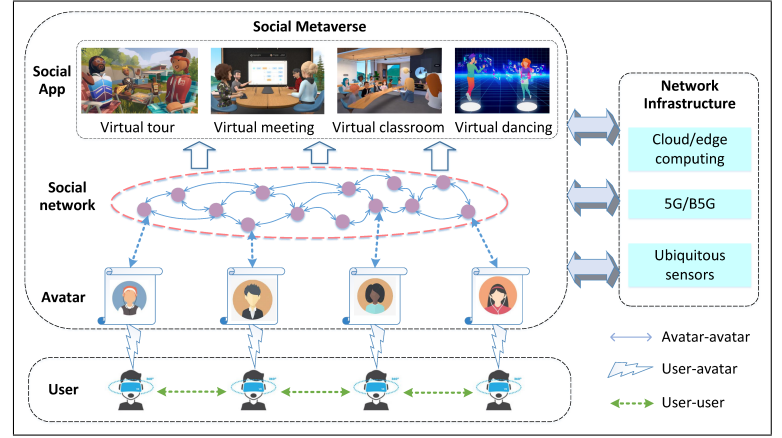 Social Metaverse
Social
App
Virtual tour
Virtual meeting
Virtual classroom
Virtual dancing
Social
network
Avatar
User
Network
Infrastructure
Cloud/edge
computing
5G/B5G
Ubiquitous
sensors
Avatar-avatar
User-avatar
User-user